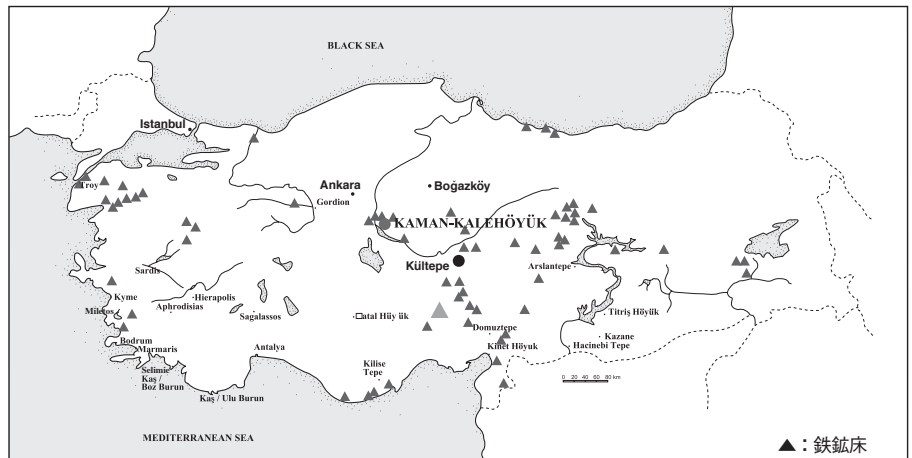 BLACK SEA
Istanbul
Troy
Ankara
Boğazköy
Gordion
KAMAN-KALEHÖYÜK
Kültepe
Arslantepe
Sardis
Kyme
Hierapolis
Aphrodisias
Miletos
Sagalassos
□atal Hüy ük
Titriş Höyük
Domuztepe
Kazane
Hacinebi Tepe
Kinet Höyuk
Bodrum
Marmaris
Antalya
Selimie
Kaş /
Boz Burun
Kilise
Tepe
0 20 40 60 80 km
Kaş / Ulu Burun
MEDITERRANEAN SEA
▲：鉄鉱床